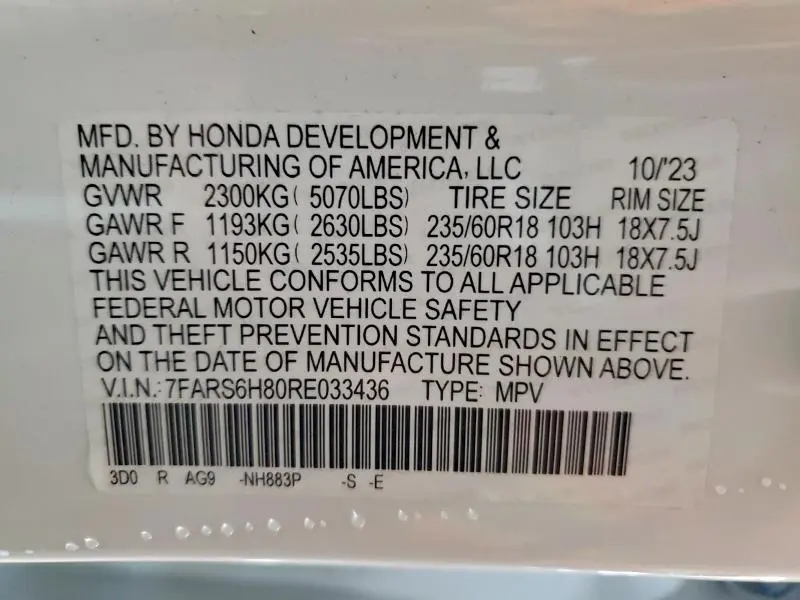 MFD. BY HONDA DEVELOPMENT &
MANUFACTURING OF AMERICA, LLC 10/'23
GVWR 2300KG( 5070LBS) TIRE SIZE RIM SIZE
GAWR F 1193KG( 2630LBS) 235/60R18 103H 18X7.5J
GAWR R 1150KG( 2535LBS) 235/60R18 103H 18X7.5J
THIS VEHICLE CONFORMS TO ALL APPLICABLE
FEDERAL MOTOR VEHICLE SAFETY
AND THEFT PREVENTION STANDARDS IN EFFECT
ON THE DATE OF MANUFACTURE SHOWN ABOVE.
V.I.N.: 7FARS6H80RE033436 TYPE: MPV
3D0 R AG9 -NH883P -S -E